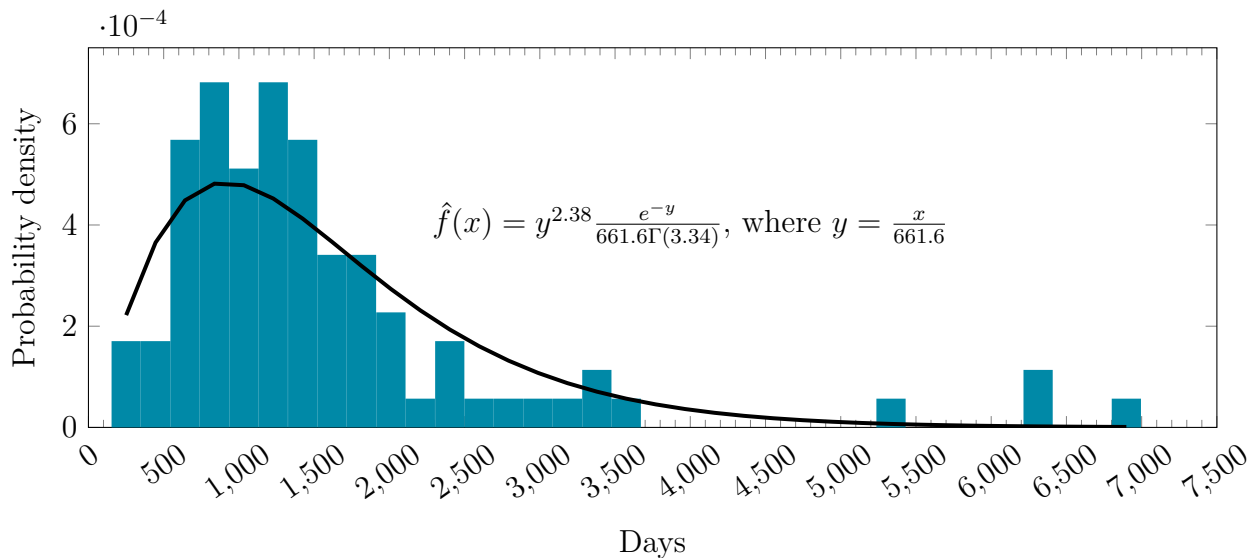 ·10−4
6
4
2
0
Probability density
f̂(x) = y^2.38 e^−y / 661.6Γ(3.34), where y = x / 661.6
0 500 1,000 1,500 2,000 2,500 3,000 3,500 4,000 4,500 5,000 5,500 6,000 6,500 7,000 7,500
Days